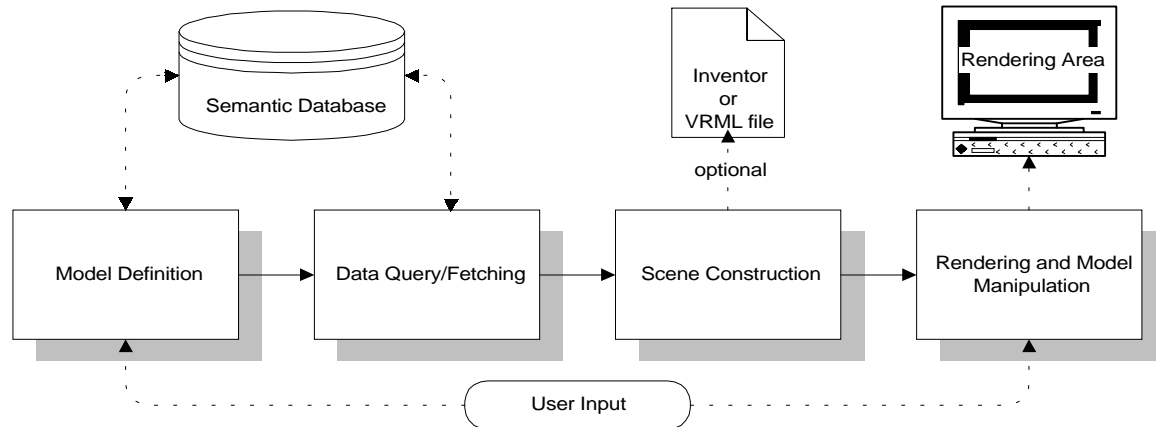 Semantic Database
Inventor
or
VRML file
Rendering Area
optional
Model Definition
Data Query/Fetching
Scene Construction
Rendering and Model
Manipulation
User Input